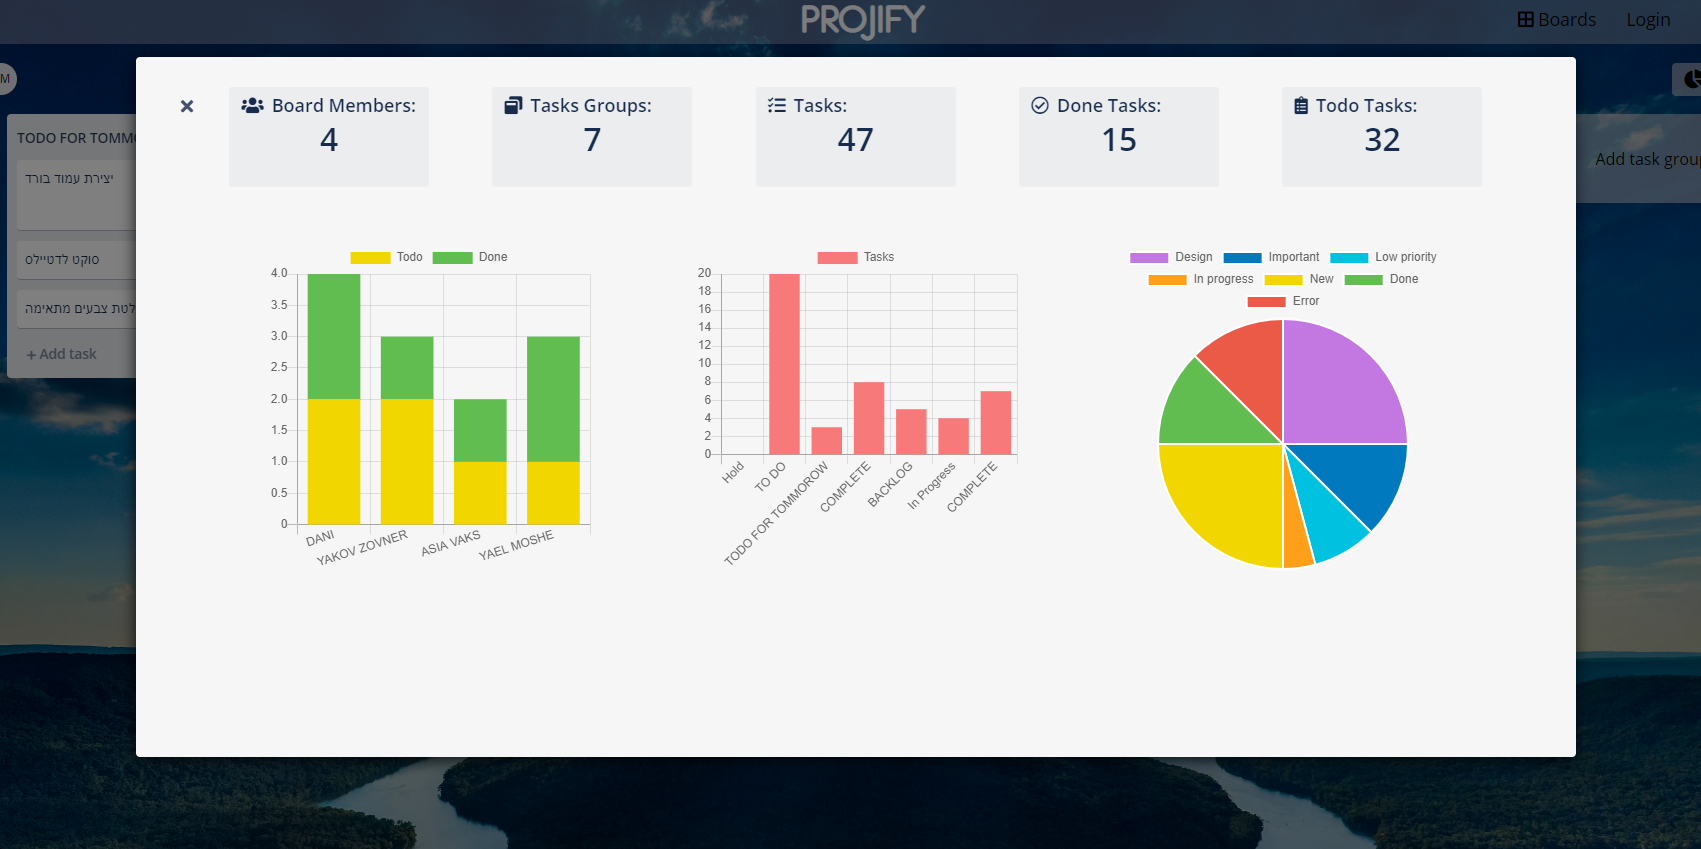 PROJIFY
Boards
Login
M
Board Members:
4
Tasks Groups:
7
Tasks:
47
Done Tasks:
15
Todo Tasks:
32
TODO FOR TOMM
יצירת עמוד בורד
סוקט לדטיילס
לטת צבעים מתאימה
+ Add task
Add task group
Todo
Done
4.0
3.5
3.0
2.5
2.0
1.5
1.0
0.5
0
DANI
YAKOV ZOVNER
ASIA VAKS
YAEL MOSHE
Tasks
20
18
16
14
12
10
8
6
4
2
0
Hold
TO DO
TODO FOR TOMMOROW
COMPLETE
BACKLOG
In Progress
COMPLETE
Design
Important
Low priority
In progress
New
Done
Error